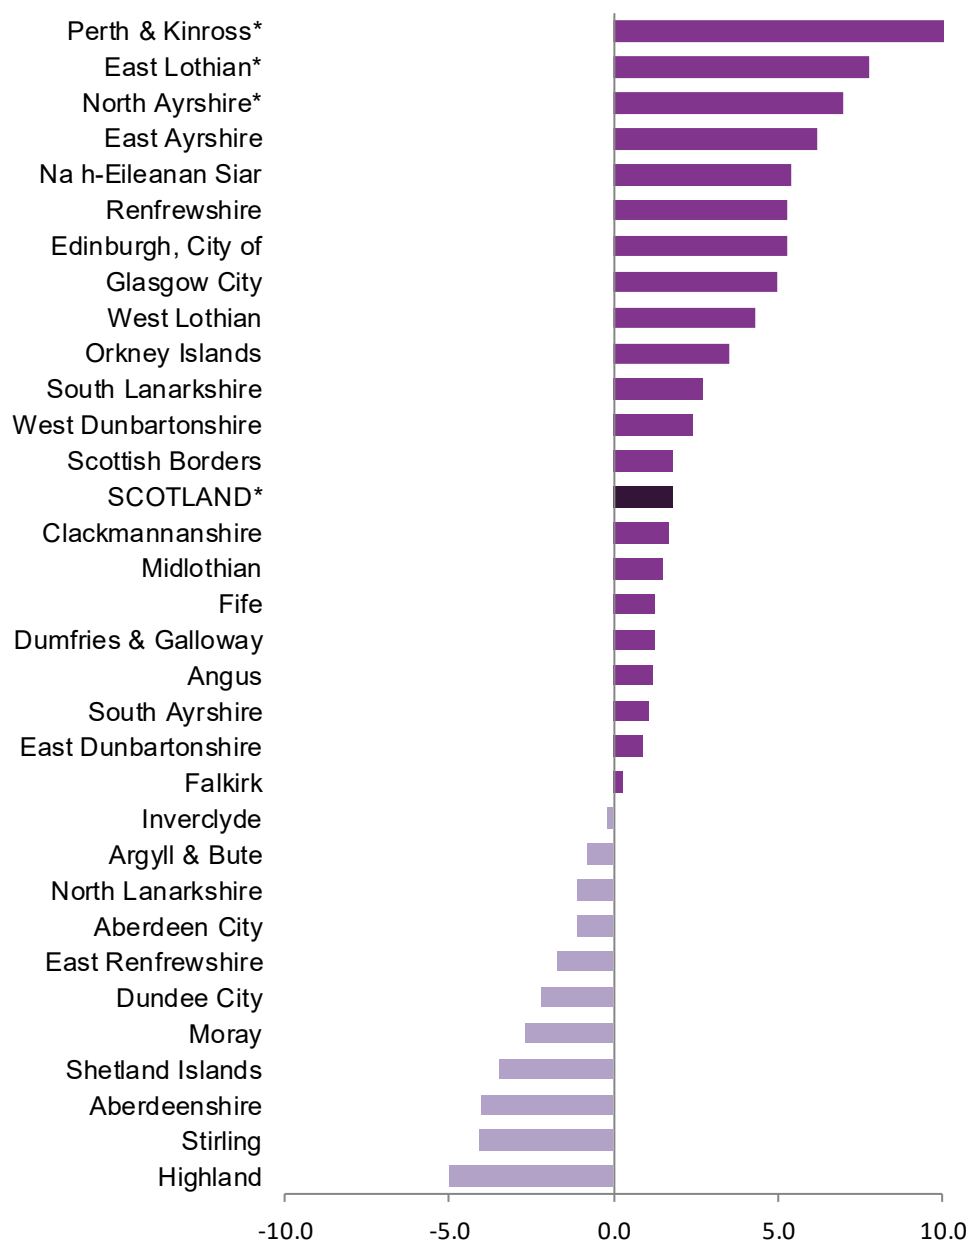 Perth & Kinross*
East Lothian*
North Ayrshire*
East Ayrshire
Na h-Eileanan Siar
Renfrewshire
Edinburgh, City of
Glasgow City
West Lothian
Orkney Islands
South Lanarkshire
West Dunbartonshire
Scottish Borders
SCOTLAND*
Clackmannanshire
Midlothian
Fife
Dumfries & Galloway
Angus
South Ayrshire
East Dunbartonshire
Falkirk
Inverclyde
Argyll & Bute
North Lanarkshire
Aberdeen City
East Renfrewshire
Dundee City
Moray
Shetland Islands
Aberdeenshire
Stirling
Highland
-10.0 -5.0 0.0 5.0 10.0